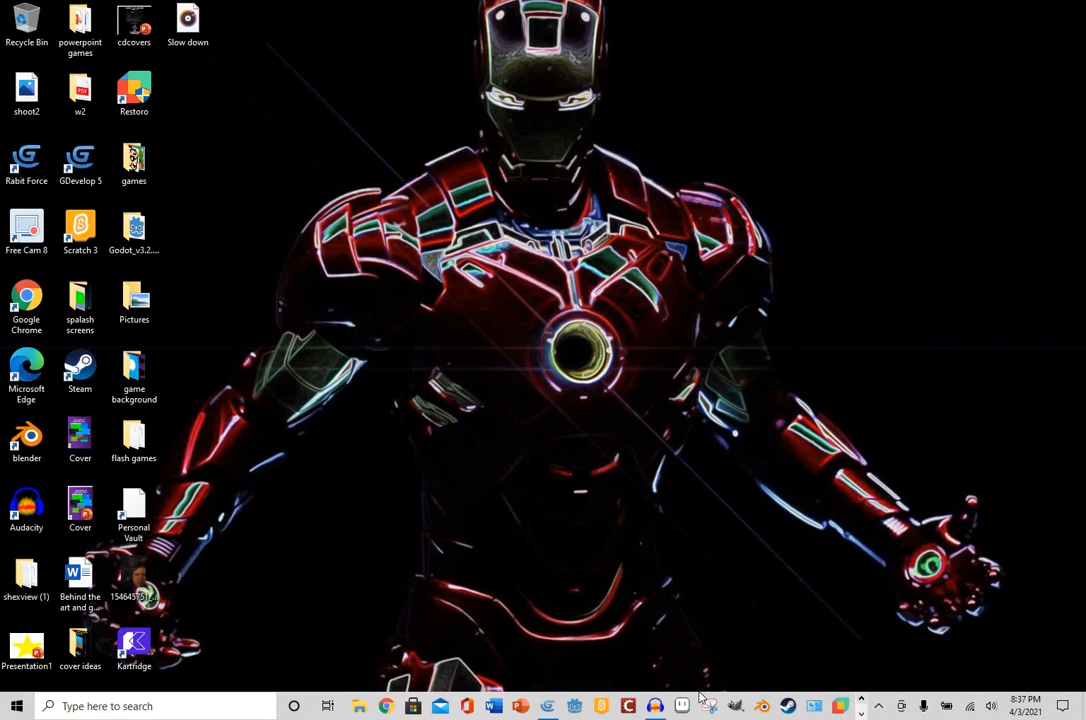 Recycle Bin
powerpoint
games
cdcovers
Slow down
shoot2
w2
Restoro
Rabit Force
GDevelop 5
games
Free Cam 8
Scratch 3
Godot_v3.2....
Google
Chrome
spalash
screens
Pictures
Microsoft
Edge
Steam
game
background
blender
Cover
flash games
Audacity
Cover
Personal
Vault
shexview (1)
Behind the
art and g...
Presentation1
cover ideas
Kartridge
Type here to search
8:37 PM
4/3/2021